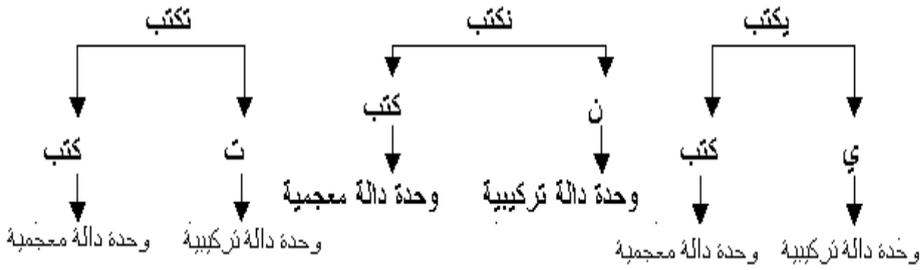 يكتب
ي
كتب
وحدة دالة تركيبية
وحدة دالة معجمية
نكتب
ن
كتب
وحدة دالة تركيبية
وحدة دالة معجمية
تكتب
ت
كتب
وحدة دالة تركيبية
وحدة دالة معجمية